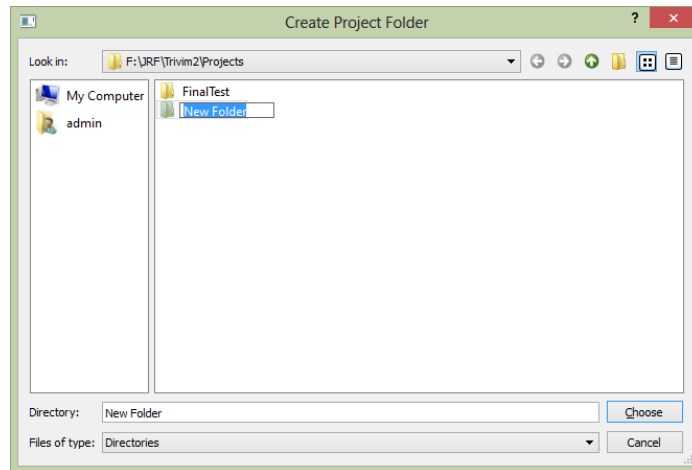 Create Project Folder
?
Look in: F:\JRF\Trivim2\Projects
My Computer
admin
FinalTest
New Folder
Directory: New Folder Choose
Files of type: Directories Cancel